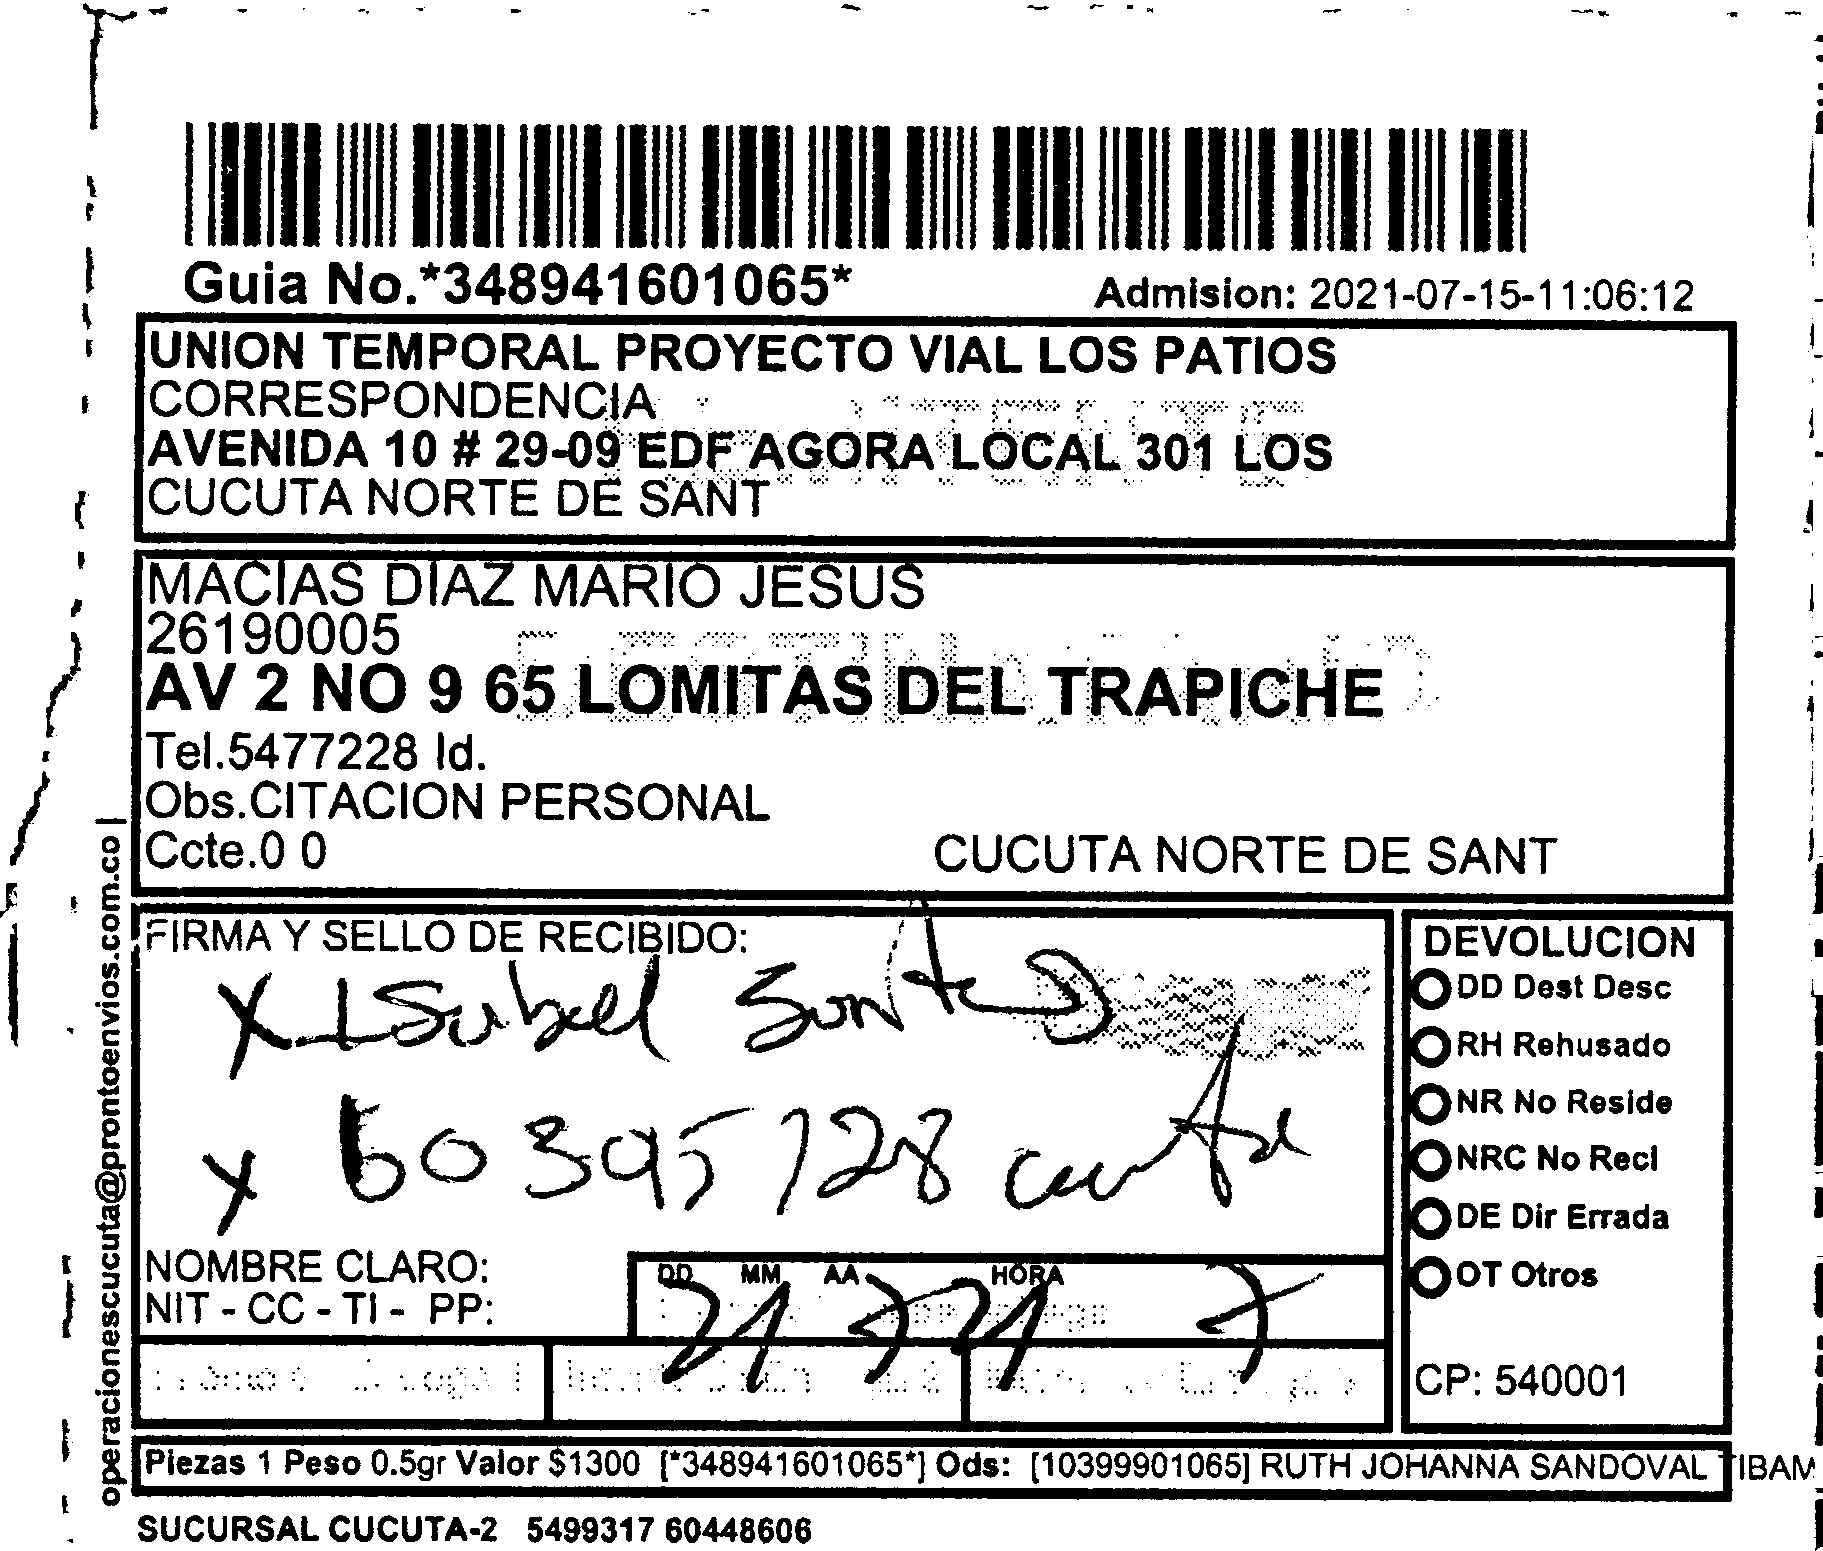 Guia No.*348941601065*
Admision: 2021-07-15-11:06:12
UNION TEMPORAL PROYECTO VIAL LOS PATIOS
CORRESPONDENCIA
AVENIDA 10 # 29-09 EDF AGORA LOCAL 301 LOS
CUCUTA NORTE DE SANT
MACIAS DIAZ MARIO JESUS
26190005
AV 2 NO 9 65 LOMITAS DEL TRAPICHE
Tel.5477228 Id.
Obs.CITACION PERSONAL
Ccte.0 0
CUCUTA NORTE DE SANT
operacionescucuta@prontoenvios.com.co |
FIRMA Y SELLO DE RECIBIDO:
X Isabel
X 60395728
NOMBRE CLARO:
NIT - CC - TI - PP:
DD MM AA HORA
DEVOLUCION
DD Dest Desc
RH Rehusado
NR No Reside
NRC No Reci
DE Dir Errada
OT Otros
CP: 540001
Piezas 1 Peso 0.5gr Valor $1300 [*348941601065*] Ods: [10399901065] RUTH JOHANNA SANDOVAL TIBAM
SUCURSAL CUCUTA-2 5499317 60448606